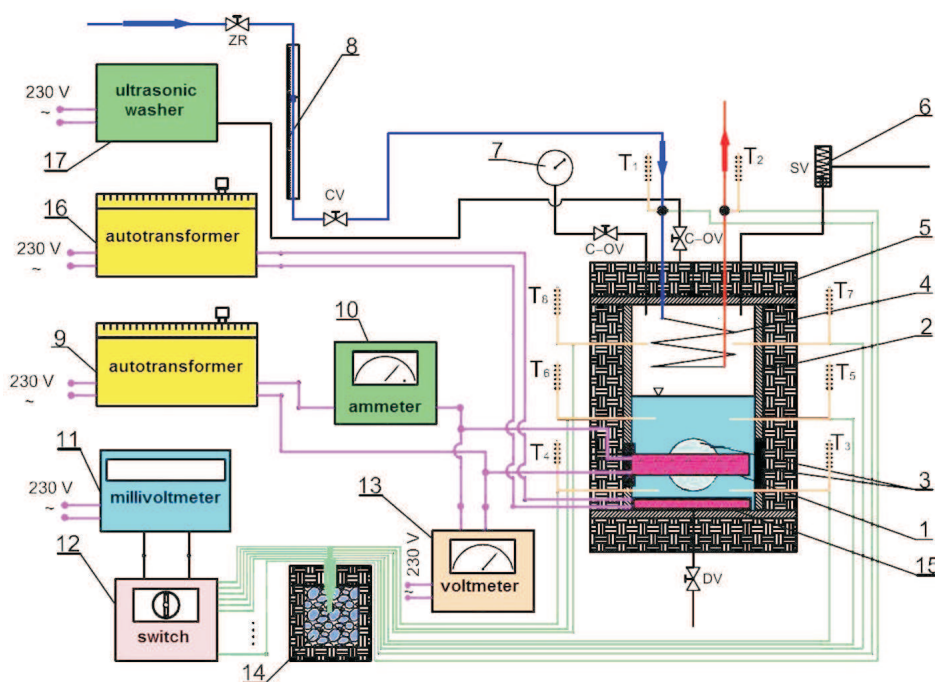 ZR
8
230 V
~
ultrasonic
washer
17
7
T1
T2
6
SV
CV
C–OV
C–OV
16
autotransformer
230 V
~
5
T6
T7
4
9
autotransformer
230 V
~
10
ammeter
2
T6
T5
11
230 V
~
millivoltmeter
T4
T3
13
3
1
12
230 V
~
voltmeter
15
DV
switch
14